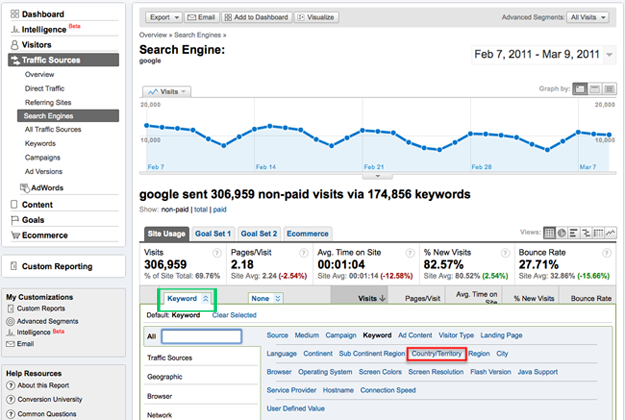 Dashboard
Intelligence Beta
Visitors
Traffic Sources
Overview
Direct Traffic
Referring Sites
Search Engines
All Traffic Sources
Keywords
Campaigns
Ad Versions
AdWords
Content
Goals
Ecommerce
Custom Reporting
My Customizations
Custom Reports
Advanced Segments
Intelligence Beta
Email
Help Resources
About this Report
Conversion University
Common Questions
Export Email Add to Dashboard Visualize Advanced Segments: All Visits
Overview » Search Engines »
Search Engine:
google
Feb 7, 2011 - Mar 9, 2011
Visits Graph by:
20,000 20,000
10,000 10,000
Feb 7 Feb 14 Feb 21 Feb 28 Mar 7
google sent 306,959 non-paid visits via 174,856 keywords
Show: non-paid | total | paid
Site Usage Goal Set 1 Goal Set 2 Ecommerce Views:
Visits Pages/Visit Avg. Time on Site % New Visits Bounce Rate
306,959 2.18 00:01:04 82.57% 27.71%
% of Site Total: 69.76% Site Avg: 2.24 (-2.54%) Site Avg: 00:01:14 (-12.58%) Site Avg: 80.52% (2.54%) Site Avg: 32.86% (-15.66%)
Keyword None Visits Pages/Visit Avg. Time on Site % New Visits Bounce Rate
Default: Keyword Clear Selected
All
Traffic Sources
Geographic
Browser
Network
Source Medium Campaign Keyword Ad Content Visitor Type Landing Page
Language Continent Sub Continent Region Country/Territory Region City
Browser Operating System Screen Colors Screen Resolution Flash Version Java Support
Service Provider Hostname Connection Speed
User Defined Value